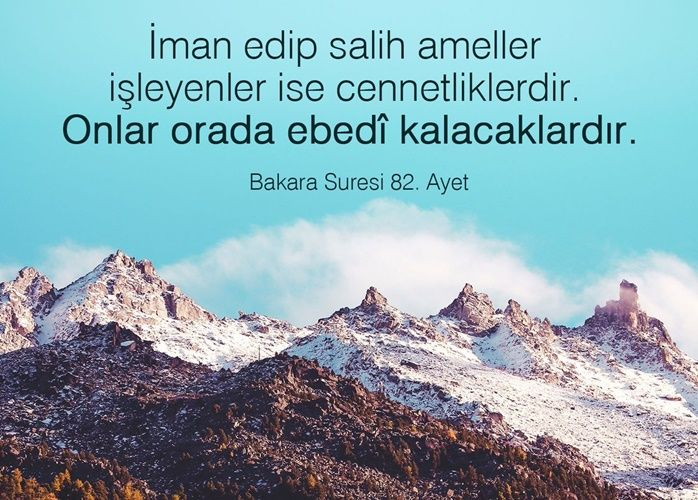 İman edip salih ameller
işleyenler ise cennetliklerdir.
Onlar orada ebedî kalacaklardır.
Bakara Suresi 82. Ayet